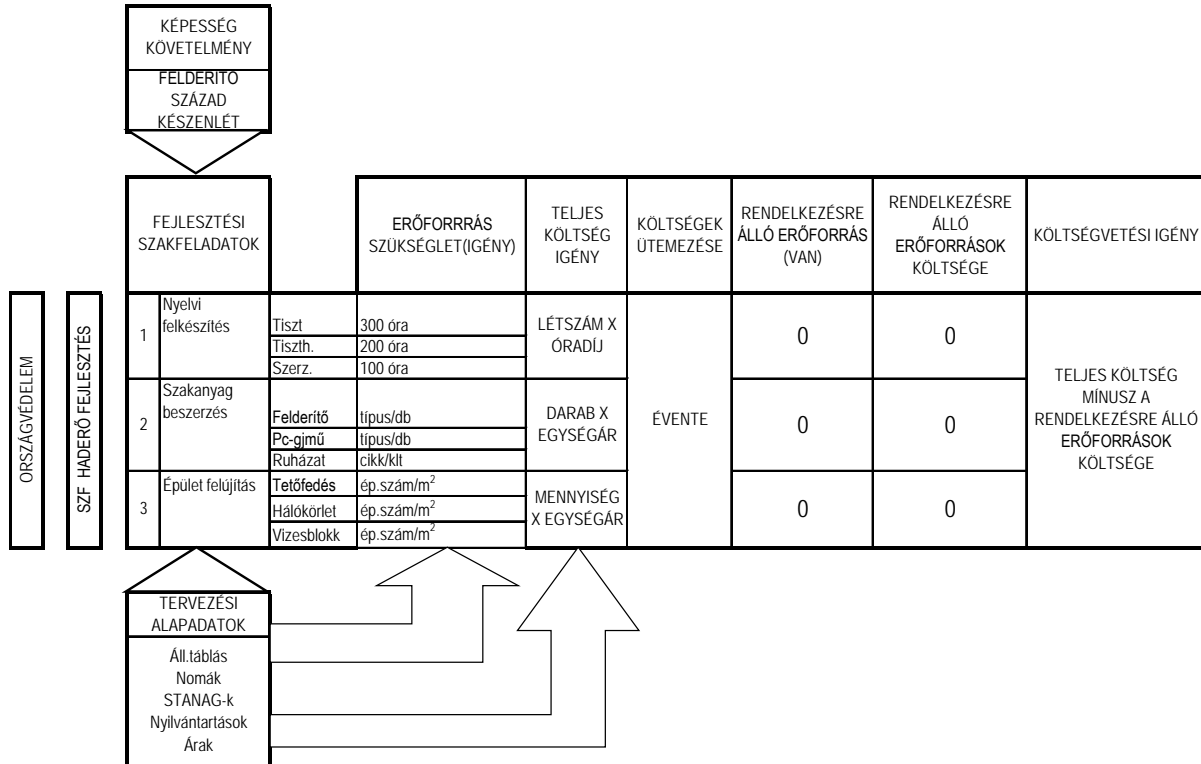 KÉPESSÉG
KÖVETELMÉNY
FELDERITO
SZÁZAD
KÉSZENLÉT
FEJLESZTÉSI
SZAKFELADATOK
ERŐFORRRÁS
SZÜKSÉGLET(IGÉNY)
TELJES
KÖLTSÉG
IGÉNY
KÖLTSÉGEK
ÜTEMEZÉSE
RENDELKEZÉSRE
ÁLLÓ ERŐFORRÁS
(VAN)
RENDELKEZÉSRE
ÁLLÓ
ERŐFORRÁSOK
KÖLTSÉGE
KÖLTSÉGVETÉSI IGÉNY
ORSZÁGVÉDELEM
SZF HADERŐ FEJLESZTÉS
1
Nyelvi
felkészítés
Tiszt
300 óra
Tiszth.
200 óra
Szerz.
100 óra
LÉTSZÁM X
ÓRADÍJ
0
0
2
Szakanyag
beszerzés
Felderítő
típus/db
Pc-gjmű
típus/db
Ruházat
cikk/klt
DARAB X
EGYSÉGÁR
ÉVENTE
0
0
3
Épület felújítás
Tetőfedés
ép.szám/m²
Hálókörlet
ép.szám/m²
Vizesblokk
ép.szám/m²
MENNYISÉG
X EGYSÉGÁR
0
0
TELJES KÖLTSÉG
MÍNUSZ A
RENDELKEZÉSRE ÁLLÓ
ERŐFORRÁSOK
KÖLTSÉGE
TERVEZÉSI
ALAPADATOK
Áll.táblás
Nomák
STANAG-k
Nyilvántartások
Árak